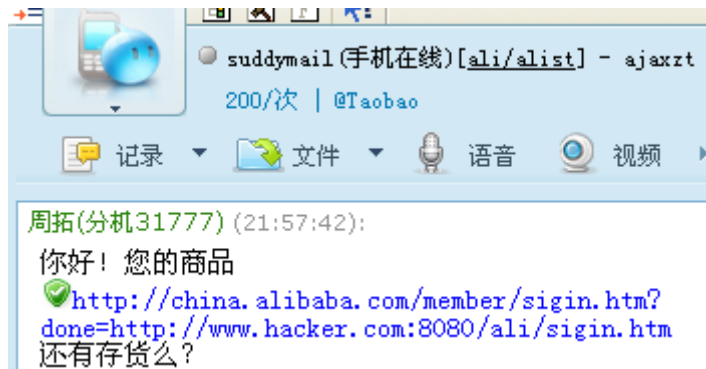 suddymail(手机在线)[ali/alist] - ajaxzt
200/次 | @Taobao
记录 文件 语音 视频
周拓(分机31777) (21:57:42):
你好! 您的商品
http://china.alibaba.com/member/sigin.htm?
done=http://www.hacker.com:8080/ali/sigin.htm
还有存货么?